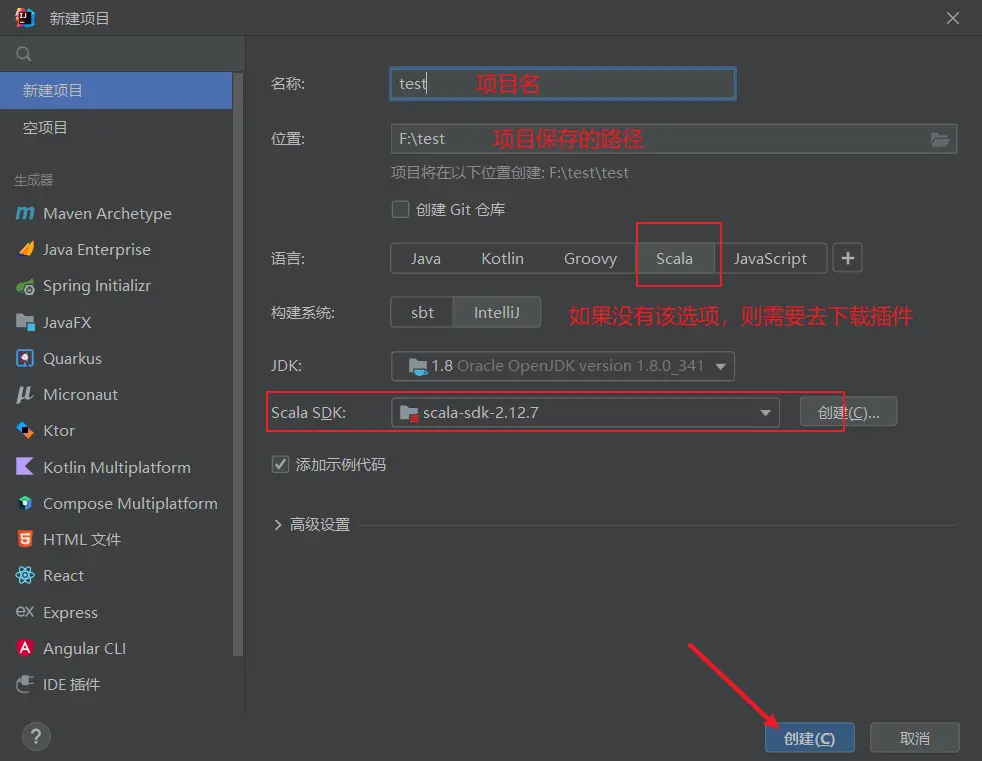 新建项目
新建项目
空项目
生成器
Maven Archetype
Java Enterprise
Spring Initializr
JavaFX
Quarkus
Micronaut
Ktor
Kotlin Multiplatform
Compose Multiplatform
HTML 文件
React
Express
Angular CLI
IDE 插件
名称: test 项目名
位置: F:\test 项目保存的路径
项目将在以下位置创建: F:\test\test
创建 Git 仓库
语言: Java Kotlin Groovy Scala JavaScript +
构建系统: sbt IntelliJ 如果没有该选项，则需要去下载插件
JDK: 1.8 Oracle OpenJDK version 1.8.0_341
Scala SDK: scala-sdk-2.12.7 创建(C)...
添加示例代码
高级设置
? 创建(C) 取消